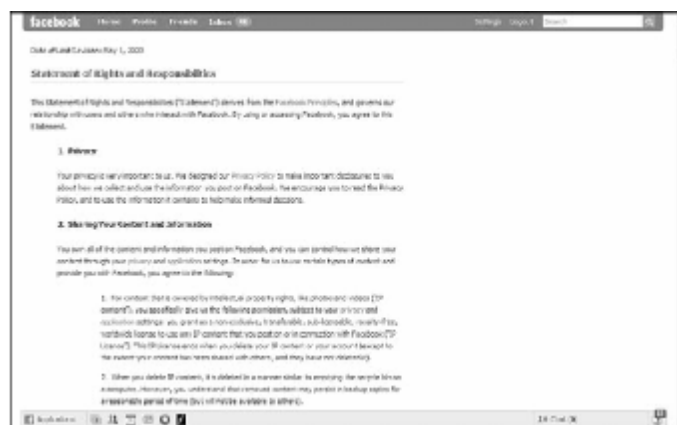 facebook Home Profile Friends Inbox Settings Logout Search
Date of Last Revision: May 1, 2009
Statement of Rights and Responsibilities
This Statement of Rights and Responsibilities ("Statement") derives from the Facebook Principles, and governs our
relationship with users and others who interact with Facebook. By using or accessing Facebook, you agree to this
Statement.
1. Privacy
Your privacy is very important to us. We designed our Privacy Policy to make important disclosures to you
about how we collect and use the information you post on Facebook. We encourage you to read the Privacy
Policy, and to use the information it contains to help make informed decisions.
2. Sharing Your Content and Information
You own all of the content and information you post on Facebook, and you can control how we share your
content through your privacy and application settings. In order for us to use certain types of content and
provide you with Facebook, you agree to the following:
1. For content that is covered by intellectual property rights, like photos and videos ("IP
content"), you specifically give us the following permission, subject to your privacy and
application settings: you grant us a non-exclusive, transferable, sub-licensable, royalty-free,
worldwide license to use any IP content that you post on or in connection with Facebook ("IP
License"). This IP License ends when you delete your IP content or your account (except to
the extent your content has been shared with others, and they have not deleted it).
2. When you delete IP content, it is deleted in a manner similar to emptying the recycle bin on
a computer. However, you understand that removed content may persist in backup copies for
a reasonable period of time (but will not be available to others).
Applications Chat